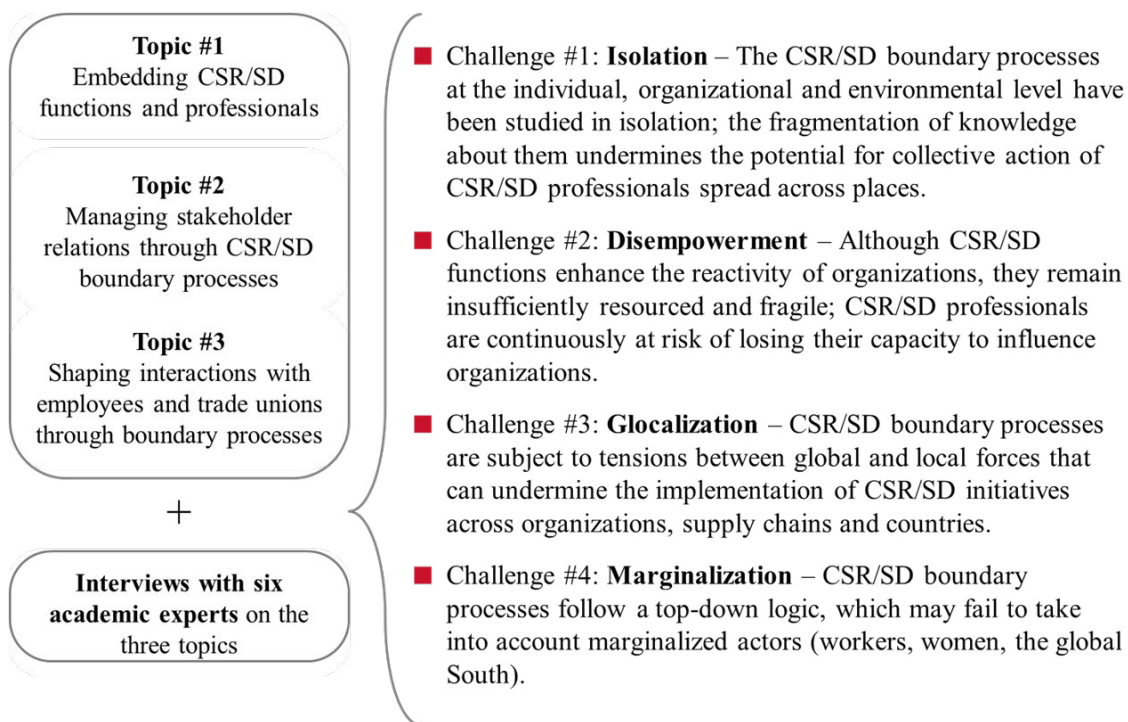 Topic #1
Embedding CSR/SD
functions and professionals
Topic #2
Managing stakeholder
relations through CSR/SD
boundary processes
Topic #3
Shaping interactions with
employees and trade unions
through boundary processes
+
Interviews with six
academic experts on the
three topics
Challenge #1: Isolation – The CSR/SD boundary processes
at the individual, organizational and environmental level have
been studied in isolation; the fragmentation of knowledge
about them undermines the potential for collective action of
CSR/SD professionals spread across places.
Challenge #2: Disempowerment – Although CSR/SD
functions enhance the reactivity of organizations, they remain
insufficiently resourced and fragile; CSR/SD professionals
are continuously at risk of losing their capacity to influence
organizations.
Challenge #3: Glocalization – CSR/SD boundary processes
are subject to tensions between global and local forces that
can undermine the implementation of CSR/SD initiatives
across organizations, supply chains and countries.
Challenge #4: Marginalization – CSR/SD boundary
processes follow a top-down logic, which may fail to take
into account marginalized actors (workers, women, the global
South).